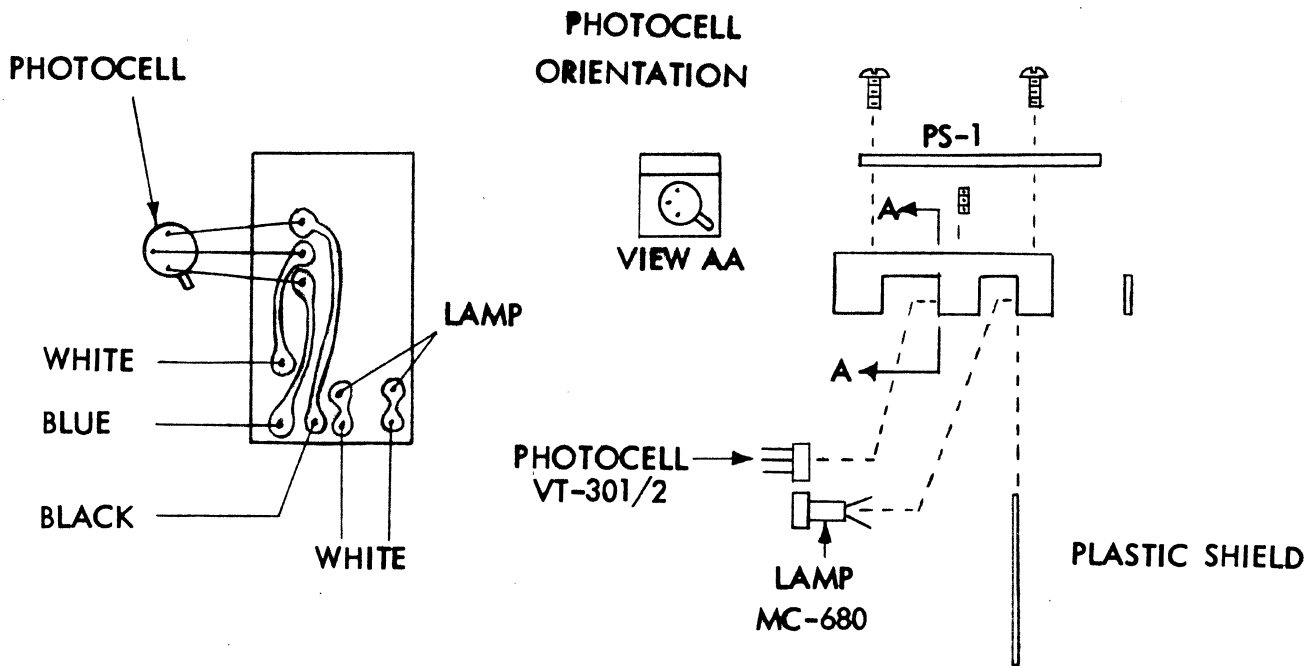 PHOTOCELL
ORIENTATION
PHOTOCELL
PS-1
A
VIEW AA
LAMP
WHITE
A
BLUE
PHOTOCELL
VT-301/2
BLACK
WHITE
LAMP
MC-680
PLASTIC SHIELD